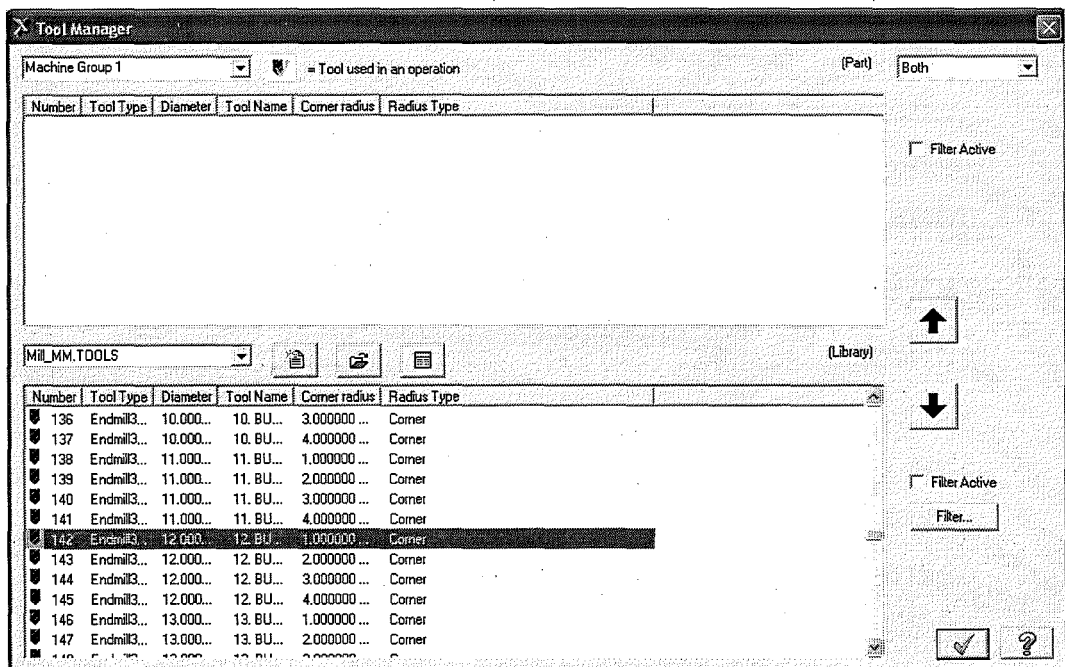 Tool Manager
Machine Group 1 = Tool used in an operation (Part) Both
Number Tool Type Diameter Tool Name Corner radius Radius Type
Filter Active
Mill_MM.TOOLS (Library)
Number Tool Type Diameter Tool Name Corner radius Radius Type
136 Endmill3... 10.000... 10. BU... 3.000000 ... Corner
137 Endmill3... 10.000... 10. BU... 4.000000 ... Corner
138 Endmill3... 11.000... 11. BU... 1.000000 ... Corner
139 Endmill3... 11.000... 11. BU... 2.000000 ... Corner
140 Endmill3... 11.000... 11. BU... 3.000000 ... Corner
141 Endmill3... 11.000... 11. BU... 4.000000 ... Corner
142 Endmill3... 12.000... 12. BU... 1.000000 ... Corner
143 Endmill3... 12.000... 12. BU... 2.000000 ... Corner
144 Endmill3... 12.000... 12. BU... 3.000000 ... Corner
145 Endmill3... 12.000... 12. BU... 4.000000 ... Corner
146 Endmill3... 13.000... 13. BU... 1.000000 ... Corner
147 Endmill3... 13.000... 13. BU... 2.000000 ... Corner
Filter Active
Filter...